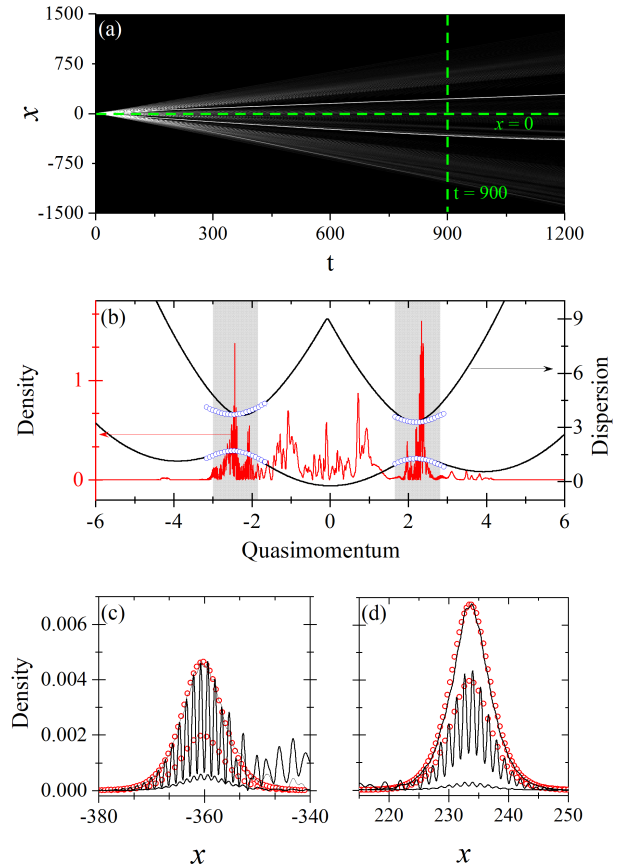 1500
(a)
750
x
0
x = 0
-750
t = 900
-1500
0 300 600 900 1200
t
(b)
9
1
6
Density
Dispersion
3
0
0
-6 -4 -2 0 2 4 6
Quasimomentum
(c) (d)
0.006
0.004
Density
0.002
0.000
-380 -360 -340 220 230 240 250
x x